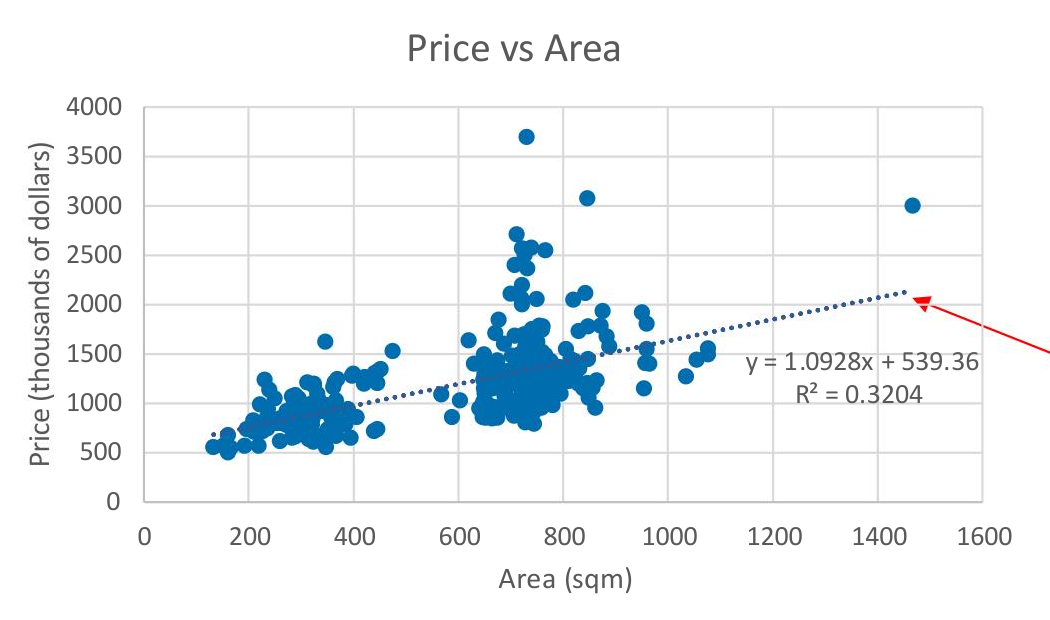 Price vs Area
4000
3500
3000
2500
2000
1500
1000
500
0
Price (thousands of dollars)
y = 1.0928x + 539.36
R² = 0.3204
0 200 400 600 800 1000 1200 1400 1600
Area (sqm)